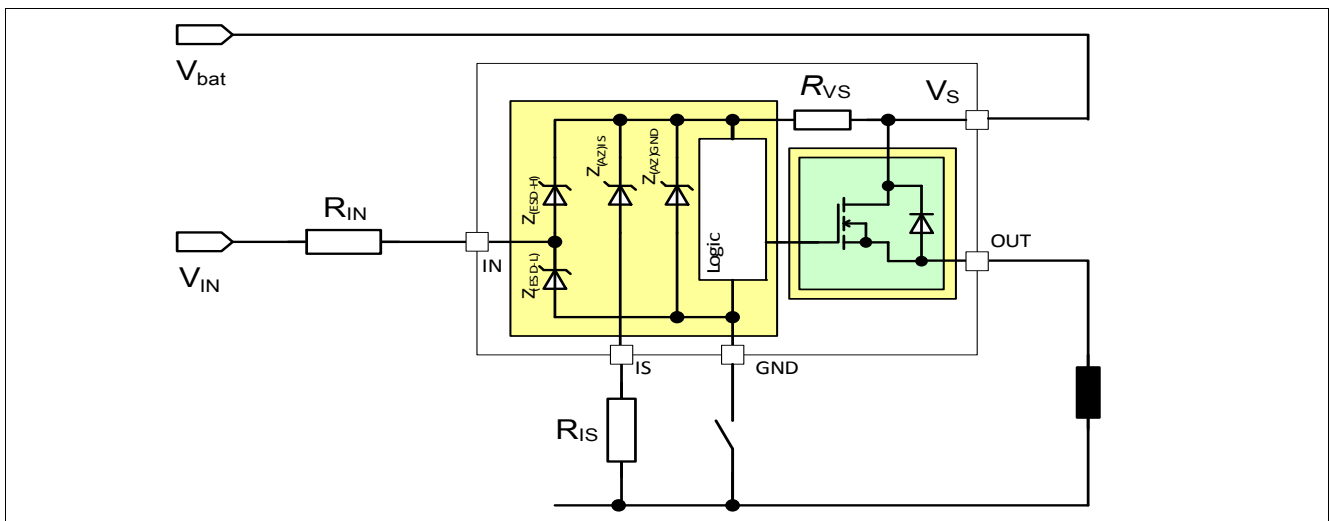 Vbat
RVS
VS
Z(AZ)IS
Z(AZ)GND
Z(ESD-H)
RIN
OUT
Logic
IN
VIN
Z(ESD-L)
IS
GND
RIS